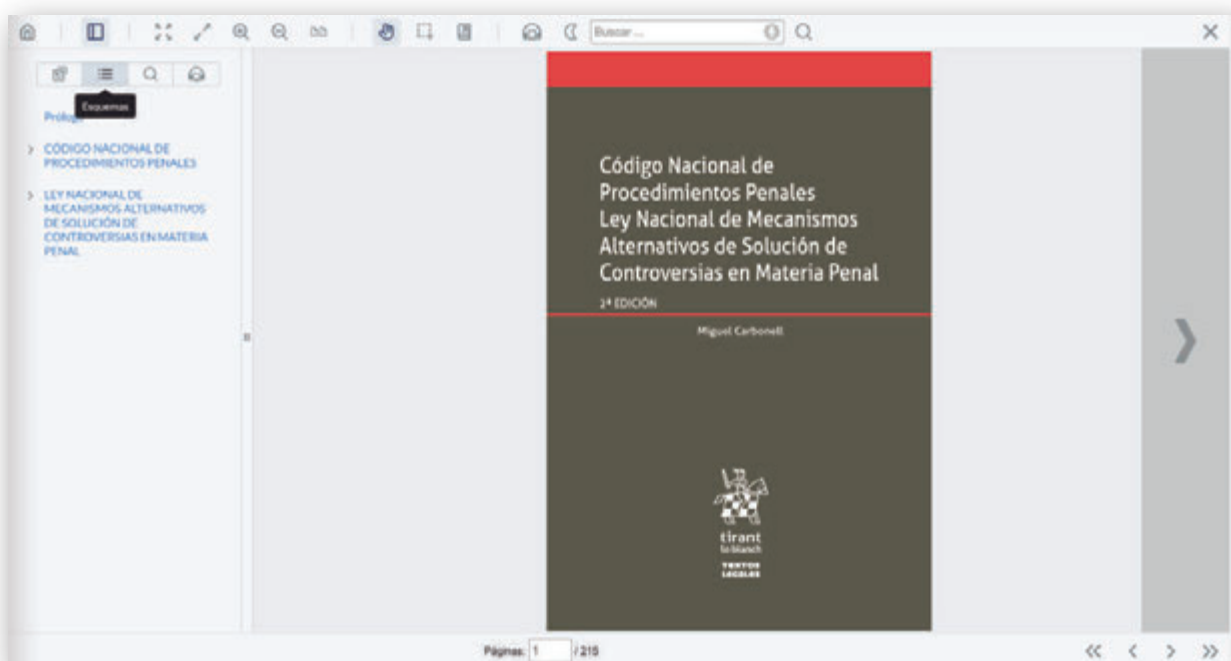 Buscar ...
Esquemas
Prólogo
CÓDIGO NACIONAL DE
PROCEDIMIENTOS PENALES
LEY NACIONAL DE
MECANISMOS ALTERNATIVOS
DE SOLUCIÓN DE
CONTROVERSIAS EN MATERIA
PENAL
Código Nacional de
Procedimientos Penales
Ley Nacional de Mecanismos
Alternativos de Solución de
Controversias en Materia Penal
2ª EDICIÓN
Miguel Carbonell
tirant
lo blanch
TEXTOS
LEGALES
Páginas: 1 / 215